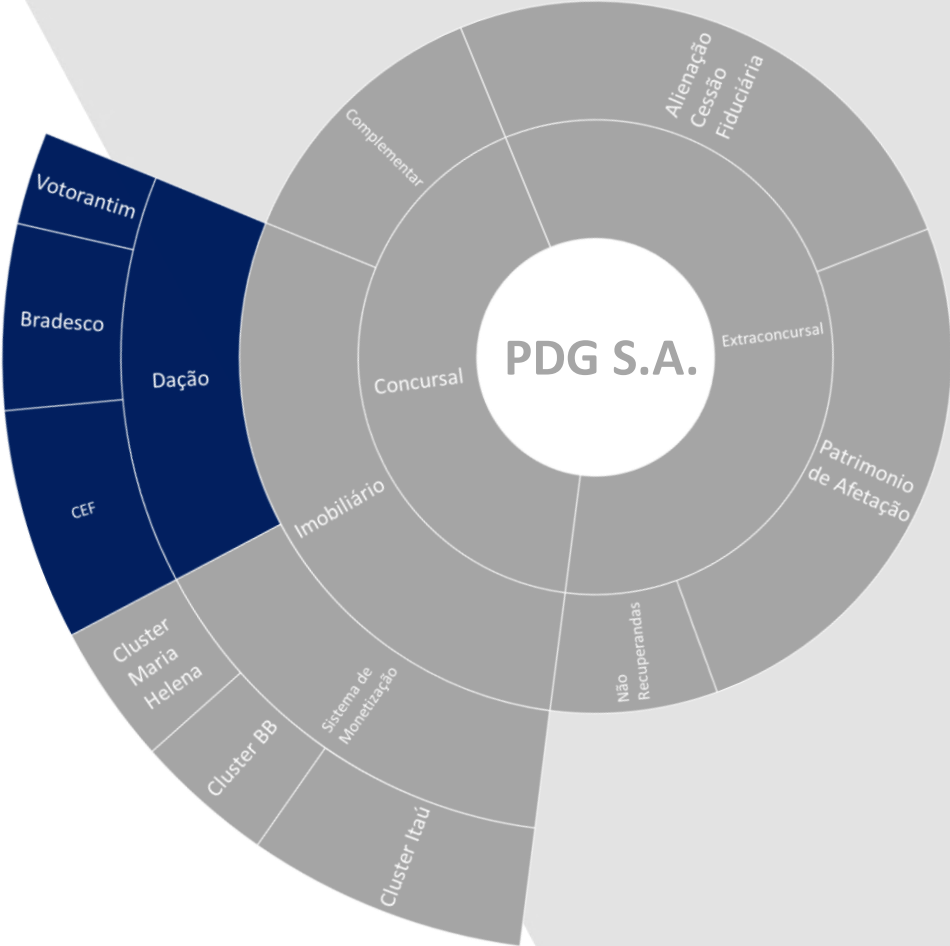 PDG S.A.
Concursal
Extraconcursal
Complementar
Imobiliário
Alienação
Cessão
Fiduciária
Patrimonio
de Afetação
Não
Recuperandas
Dação
Sistema de
Monetização
Votorantim
Bradesco
CEF
Cluster
Maria
Helena
Cluster BB
Cluster Itaú